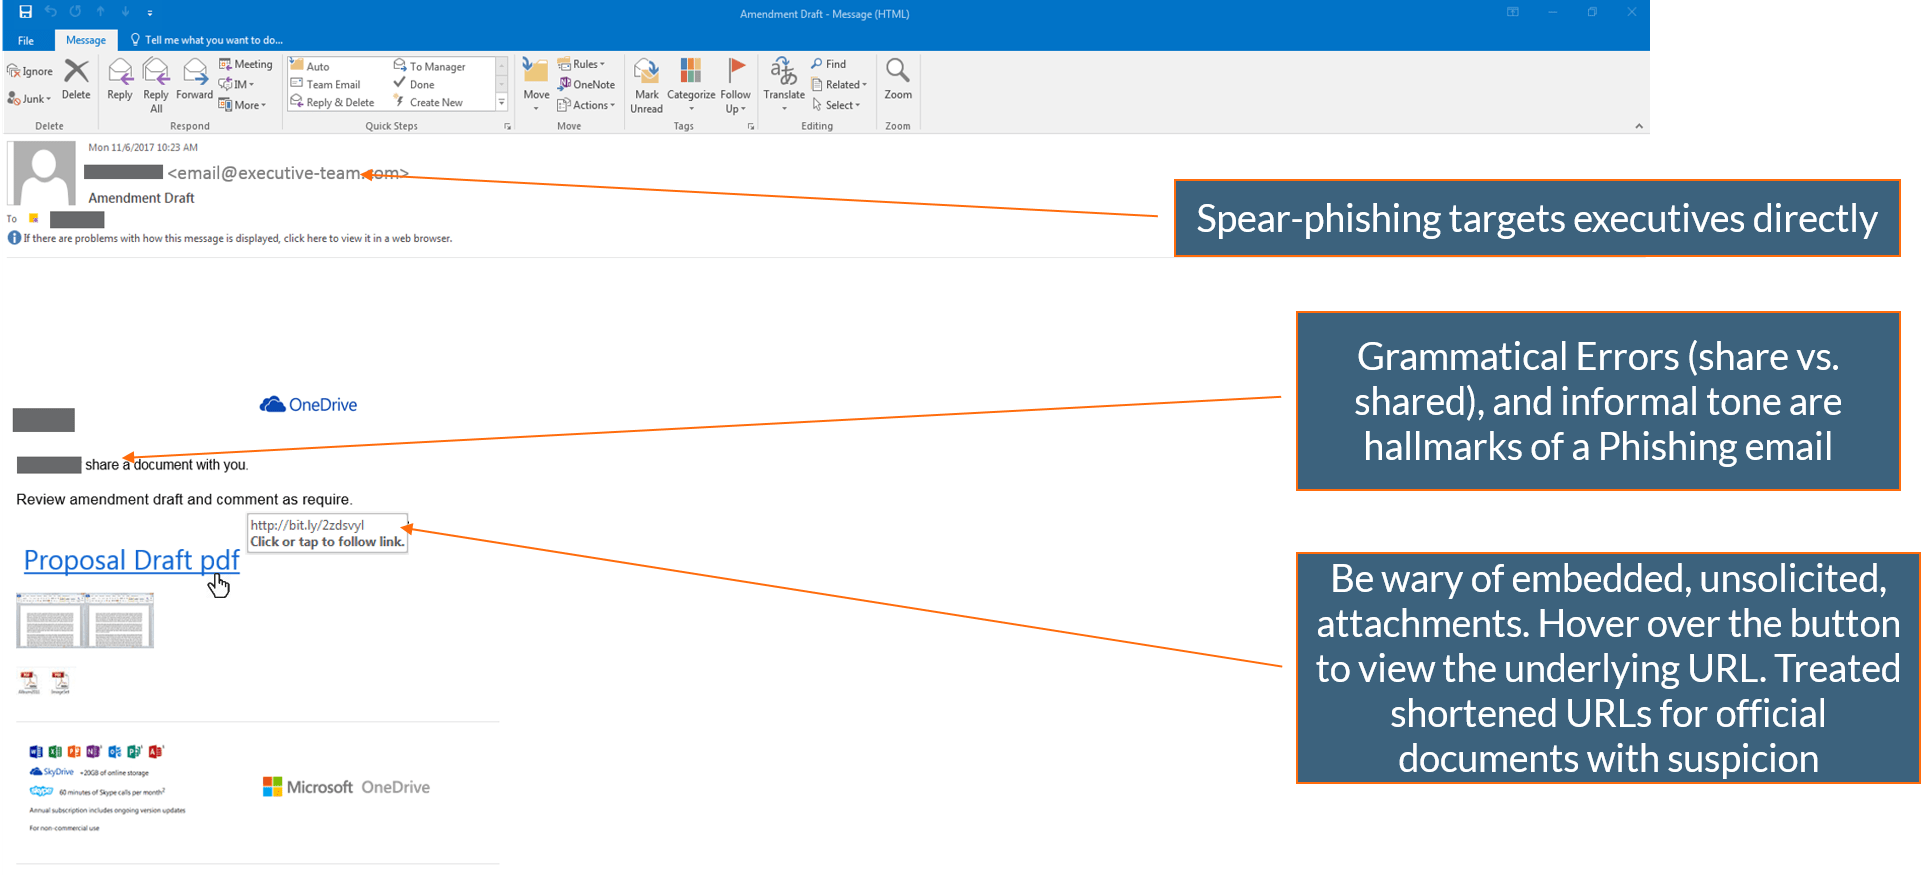 Amendment Draft - Message (HTML)
File
Message
Tell me what you want to do...
Ignore
Junk
Delete
Reply
Reply All
Forward
Meeting
IM
More
Auto
Team Email
Reply & Delete
To Manager
Done
Create New
Move
Rules
OneNote
Actions
Mark Unread
Categorize
Follow Up
Translate
Find
Related
Select
Zoom
Delete
Respond
Quick Steps
Move
Tags
Editing
Zoom
Mon 11/6/2017 10:23 AM
<email@executive-team.com>
Amendment Draft
To
If there are problems with how this message is displayed, click here to view it in a web browser.
Spear-phishing targets executives directly
OneDrive
share a document with you.
Review amendment draft and comment as require.
http://bit.ly/2zdsvyl
Click or tap to follow link.
Proposal Draft pdf
Grammatical Errors (share vs.
shared), and informal tone are
hallmarks of a Phishing email
Be wary of embedded, unsolicited,
attachments. Hover over the button
to view the underlying URL. Treated
shortened URLs for official
documents with suspicion
SkyDrive +20GB of online storage
60 minutes of Skype calls per month²
Annual subscription includes ongoing version updates
For non-commercial use
Microsoft OneDrive